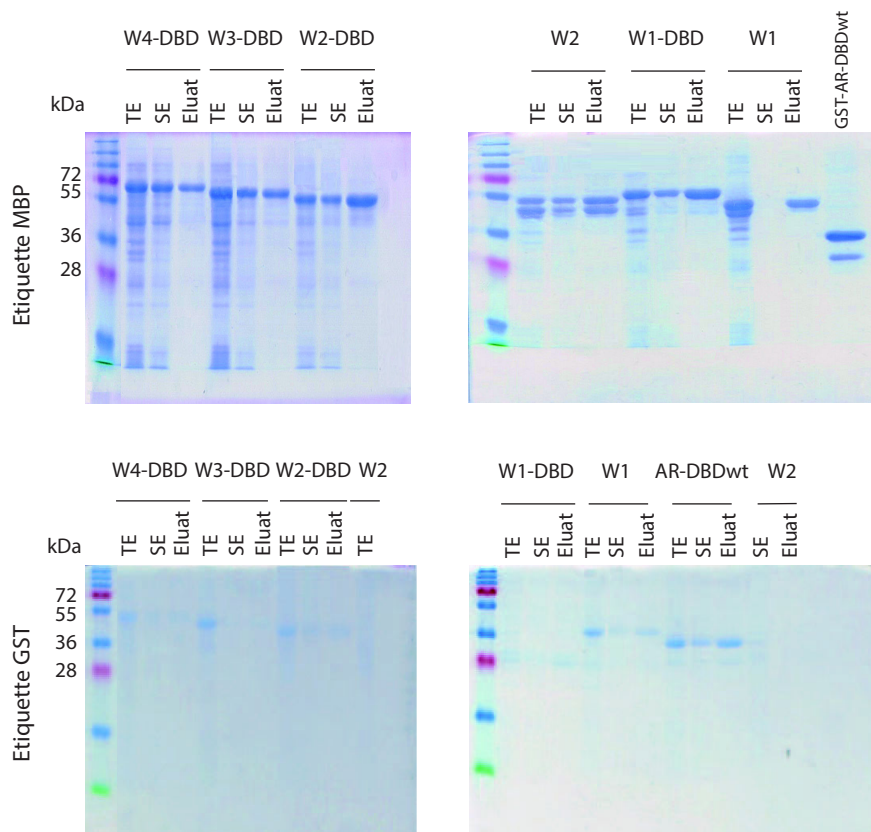 W4-DBD W3-DBD W2-DBD
kDa TE SE Eluat TE SE Eluat TE SE Eluat
72
55
36
28
Etiquette MBP
W2 W1-DBD W1 GST-AR-DBDwt
TE SE Eluat TE SE Eluat TE SE Eluat
W4-DBD W3-DBD W2-DBD W2
kDa TE SE Eluat TE SE Eluat TE SE Eluat TE
72
55
36
28
Etiquette GST
W1-DBD W1 AR-DBDwt W2
TE SE Eluat TE SE Eluat TE SE Eluat SE Eluat